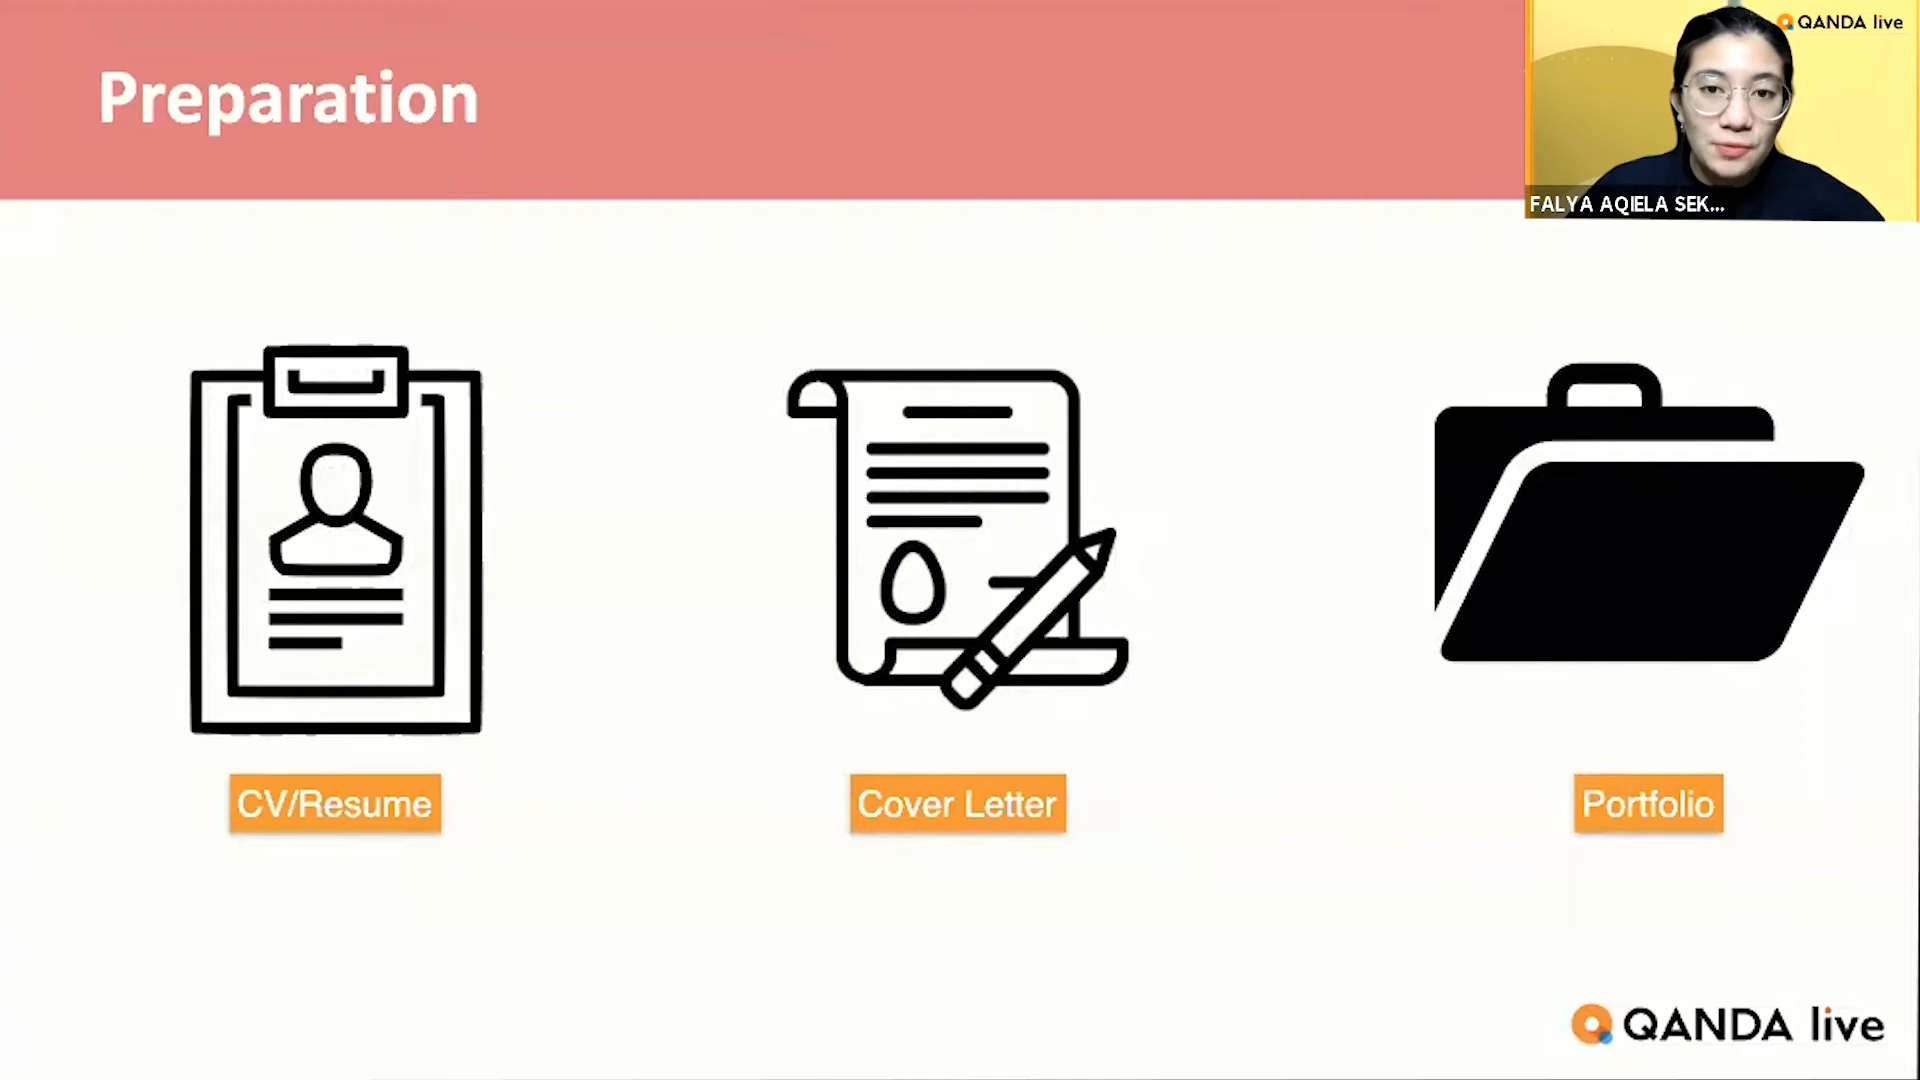 Preparation
QANDA live
FALYA AQIELA SEK...
CV/Resume
Cover Letter
Portfolio
QANDA live